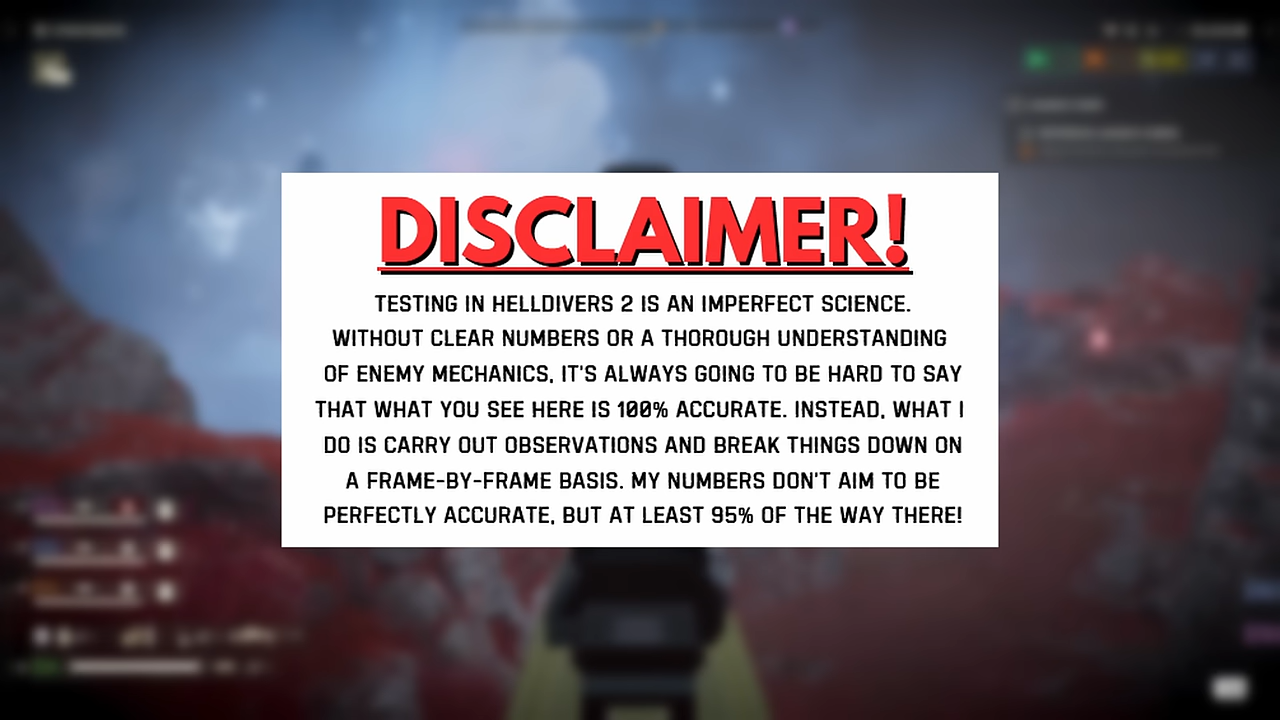 DISCLAIMER!
TESTING IN HELLDIVERS 2 IS AN IMPERFECT SCIENCE.
WITHOUT CLEAR NUMBERS OR A THOROUGH UNDERSTANDING
OF ENEMY MECHANICS, IT'S ALWAYS GOING TO BE HARD TO SAY
THAT WHAT YOU SEE HERE IS 100% ACCURATE. INSTEAD, WHAT I
DO IS CARRY OUT OBSERVATIONS AND BREAK THINGS DOWN ON
A FRAME-BY-FRAME BASIS. MY NUMBERS DON'T AIM TO BE
PERFECTLY ACCURATE, BUT AT LEAST 95% OF THE WAY THERE!